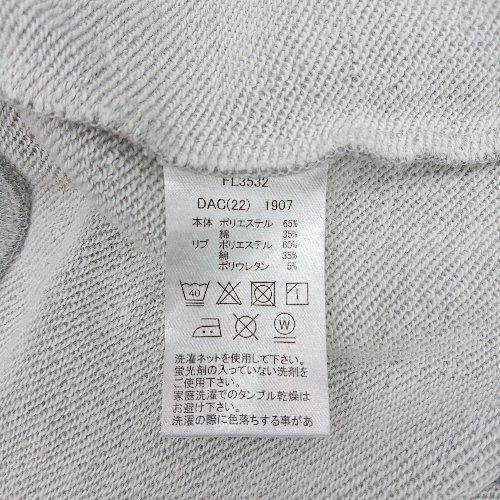 FL3532
DAC(22) 1907
本体 ポリエステル 65%
綿 35%
リブ ポリエステル 60%
綿 35%
ポリウレタン 5%
40
W
洗濯ネットを使用して下さい。
蛍光剤の入っていない洗剤を
ご使用下さい。
家庭洗濯でのタンブル乾燥は
お避け下さい。
洗濯の際に色落ちする事があ